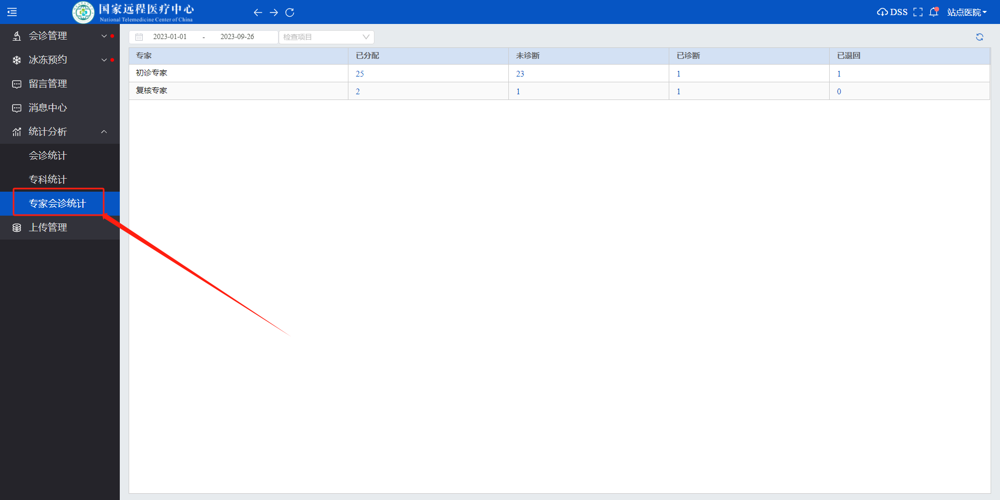 国家远程医疗中心
National Telemedicine Center of China
DSS
站点医院
会诊管理
冰冻预约
留言管理
消息中心
统计分析
会诊统计
专科统计
专家会诊统计
上传管理
2023-01-01 - 2023-09-26 检查项目
专家 已分配 未诊断 已诊断 已退回
初诊专家 25 23 1 1
复核专家 2 1 1 0